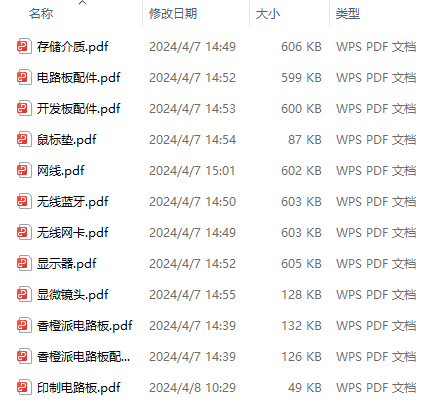 名称 修改日期 大小 类型
存储介质.pdf 2024/4/7 14:49 606 KB WPS PDF 文档
电路板配件.pdf 2024/4/7 14:52 599 KB WPS PDF 文档
开发板配件.pdf 2024/4/7 14:53 600 KB WPS PDF 文档
鼠标垫.pdf 2024/4/7 14:54 87 KB WPS PDF 文档
网线.pdf 2024/4/7 15:01 602 KB WPS PDF 文档
无线蓝牙.pdf 2024/4/7 14:50 603 KB WPS PDF 文档
无线网卡.pdf 2024/4/7 14:49 603 KB WPS PDF 文档
显示器.pdf 2024/4/7 14:52 605 KB WPS PDF 文档
显微镜头.pdf 2024/4/7 14:55 128 KB WPS PDF 文档
香橙派电路板.pdf 2024/4/7 14:39 132 KB WPS PDF 文档
香橙派电路板配... 2024/4/7 14:39 126 KB WPS PDF 文档
印制电路板.pdf 2024/4/8 10:29 49 KB WPS PDF 文档